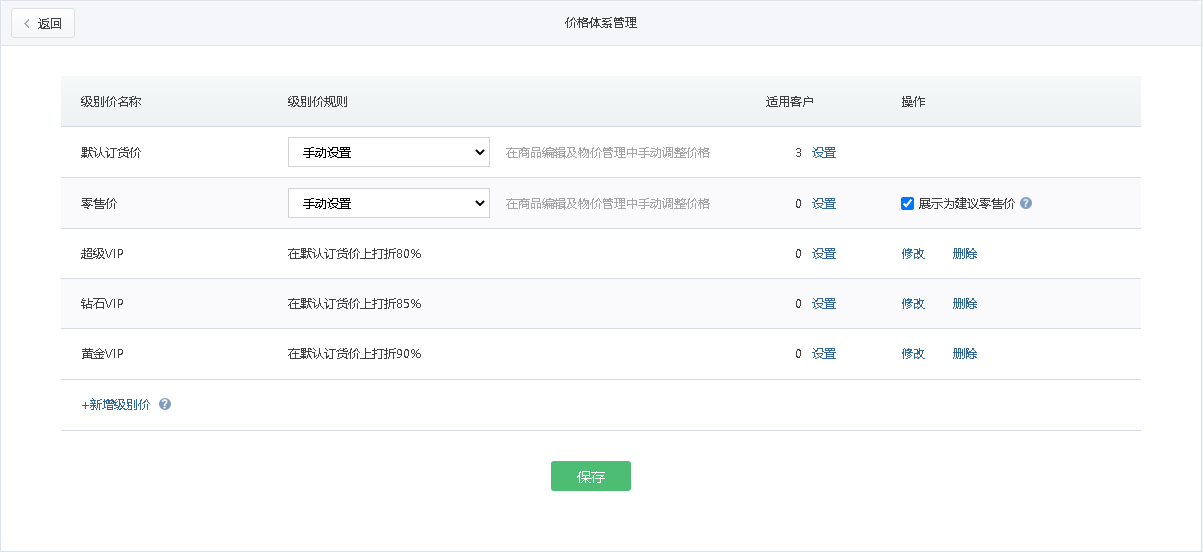 返回
价格体系管理
级别价名称 级别价规则 适用客户 操作
默认订货价 手动设置 在商品编辑及物价管理中手动调整价格 3 设置
零售价 手动设置 在商品编辑及物价管理中手动调整价格 0 设置 展示为建议零售价 ?
超级VIP 在默认订货价上打折80% 0 设置 修改 删除
钻石VIP 在默认订货价上打折85% 0 设置 修改 删除
黄金VIP 在默认订货价上打折90% 0 设置 修改 删除
+新增级别价 ?
保存